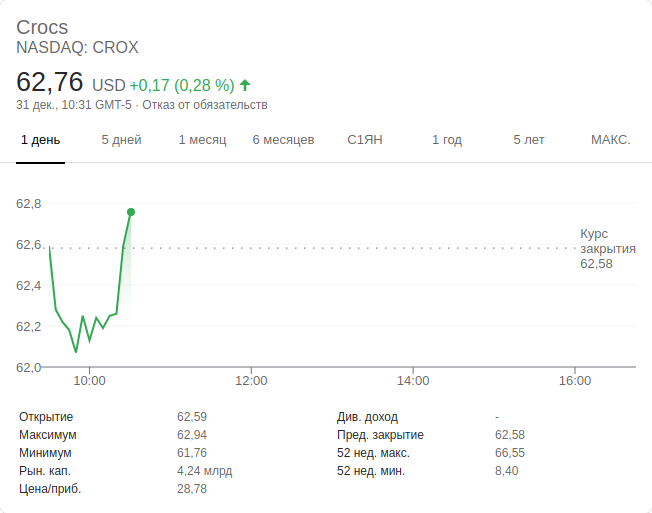 Crocs
NASDAQ: CROX
62,76 USD +0,17 (0,28 %)
31 дек., 10:31 GMT-5 · Отказ от обязательств
1 день 5 дней 1 месяц 6 месяцев С1ЯН 1 год 5 лет МАКС.
62,8
62,6
62,4
62,2
62,0
Курс
закрытия
62,58
10:00 12:00 14:00 16:00
Открытие 62,59
Максимум 62,94
Минимум 61,76
Рын. кап. 4,24 млрд
Цена/приб. 28,78
Див. доход -
Пред. закрытие 62,58
52 нед. макс. 66,55
52 нед. мин. 8,40